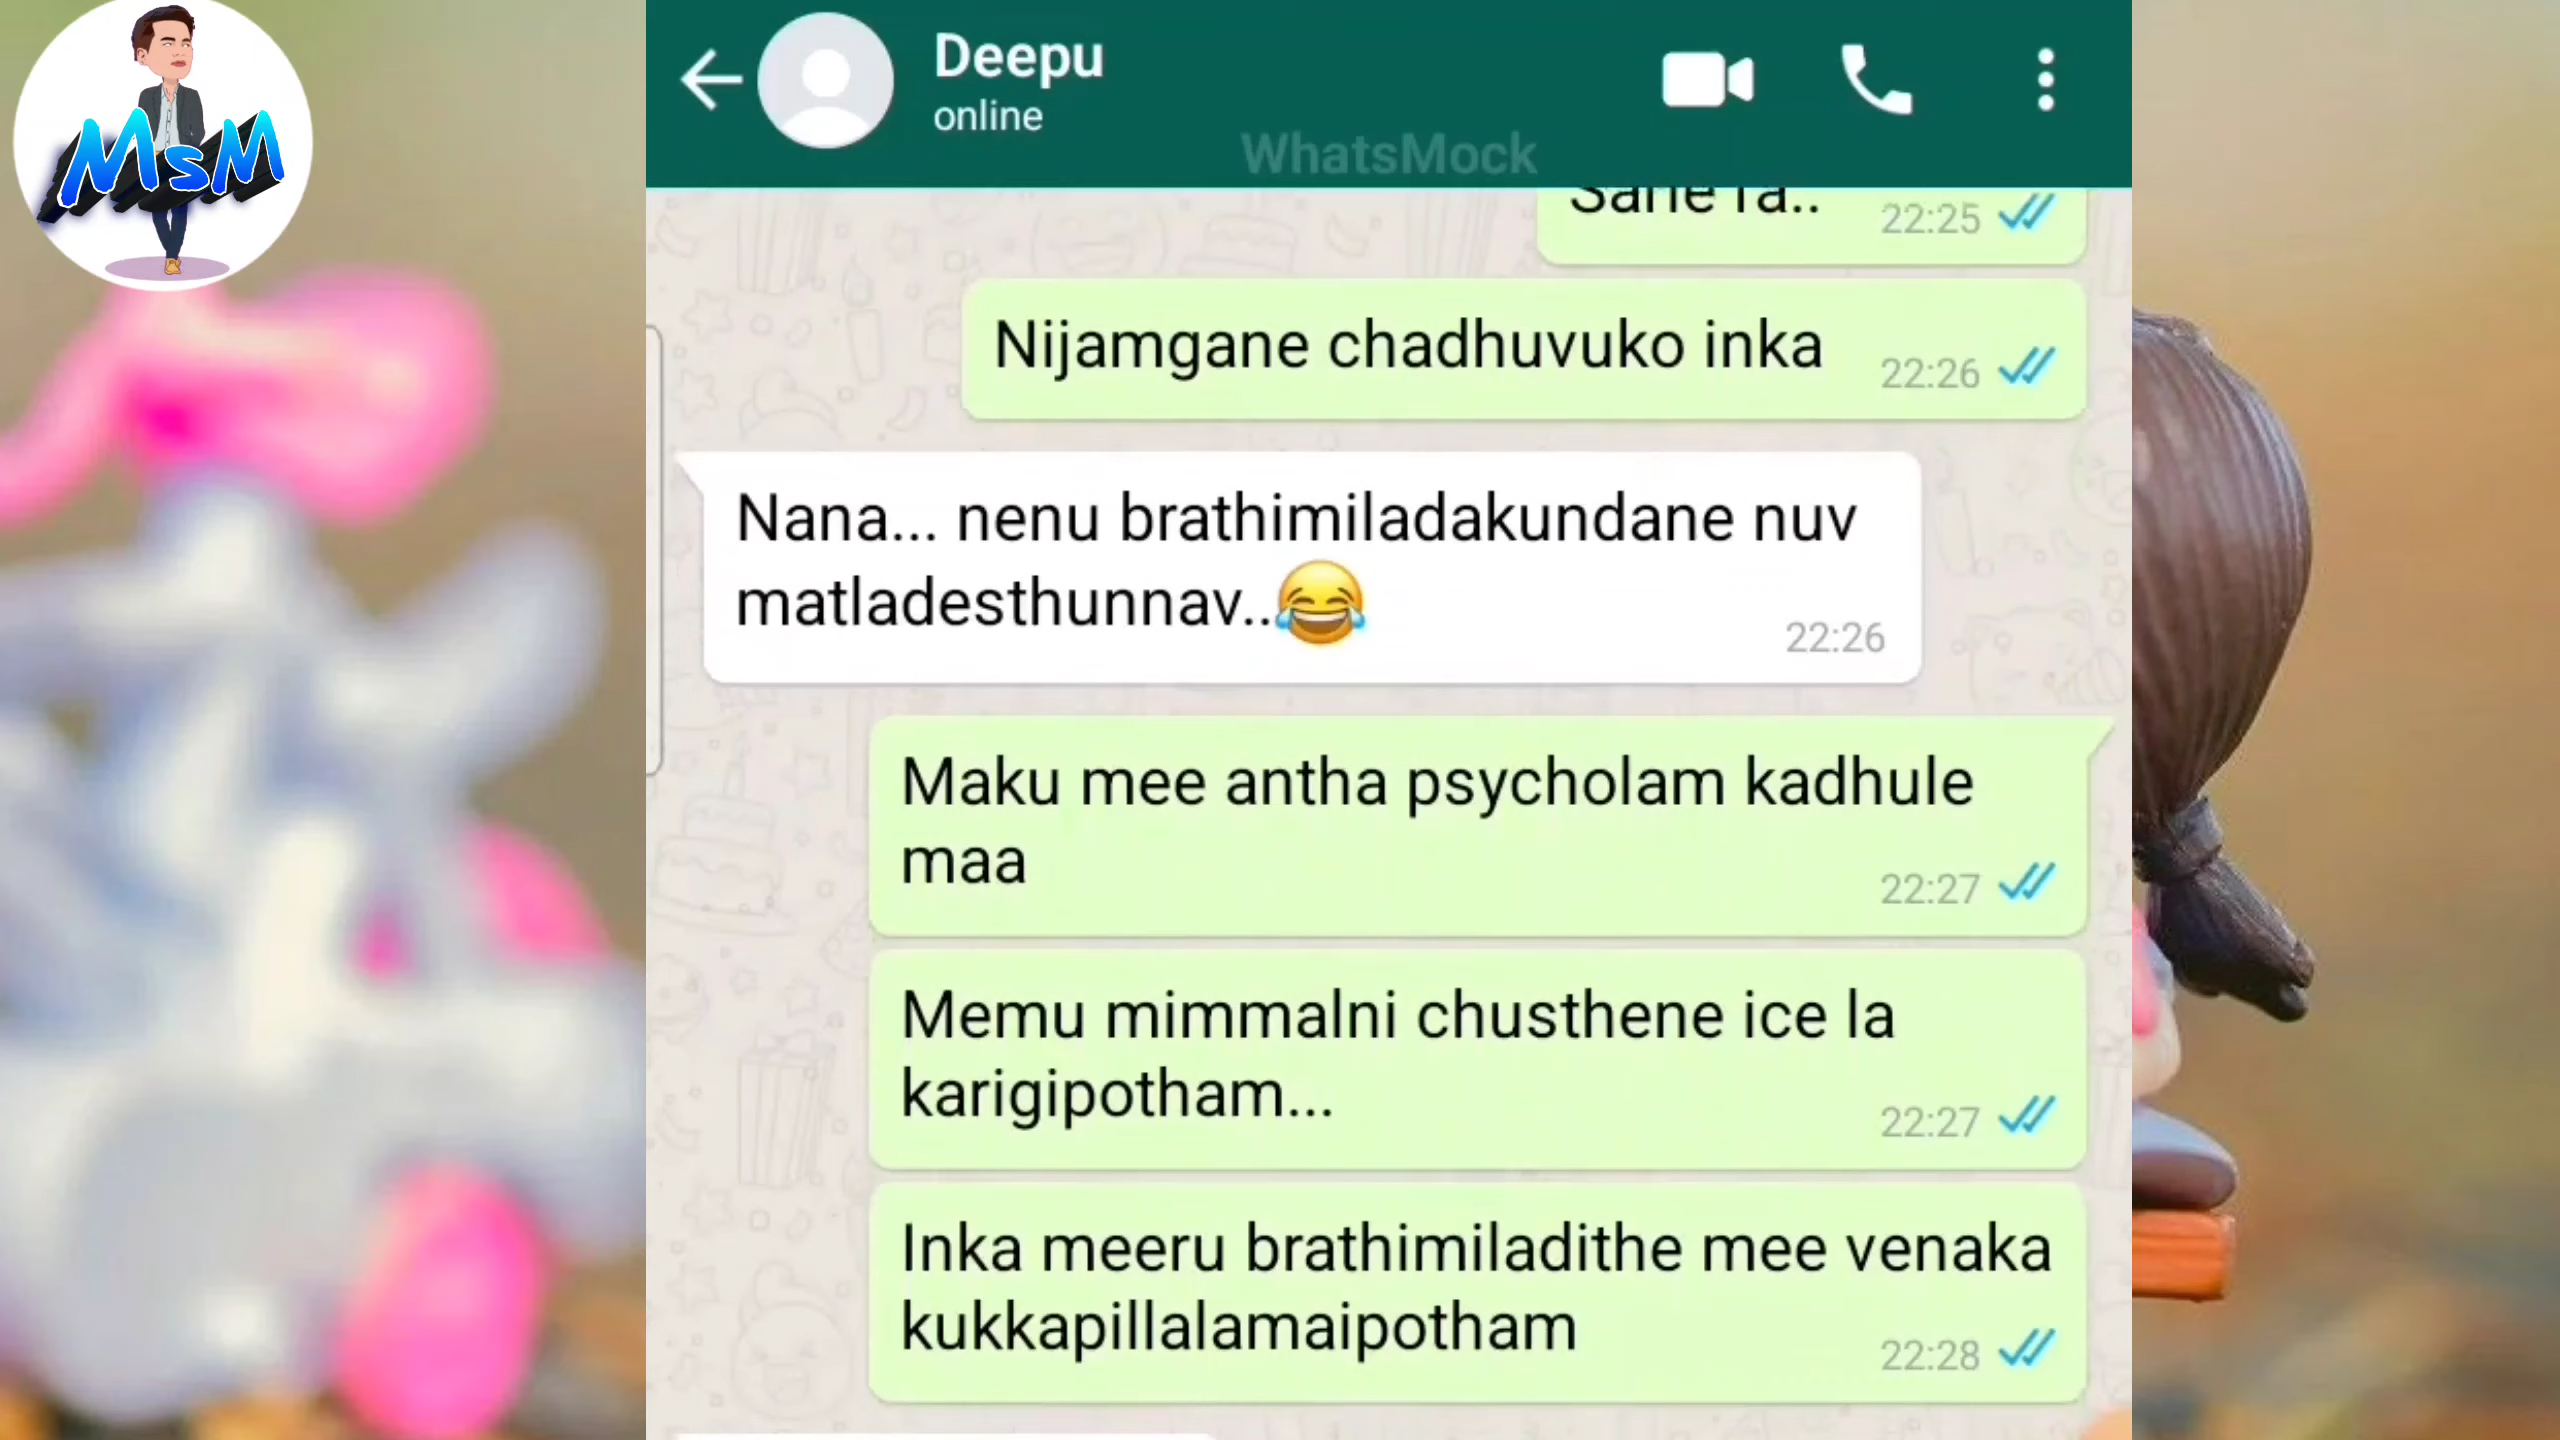 MsM
Deepu
online
WhatsMock
Sare ra..
22:25
Nijamgane chadhuvuko inka
22:26
Nana... nenu brathimiladakundane nuv
matladesthunnav..😂
22:26
Maku mee antha psycholam kadhule
maa
22:27
Memu mimmalni chusthene ice la
karigipotham...
22:27
Inka meeru brathimiladithe mee venaka
kukkapillalamaipotham
22:28